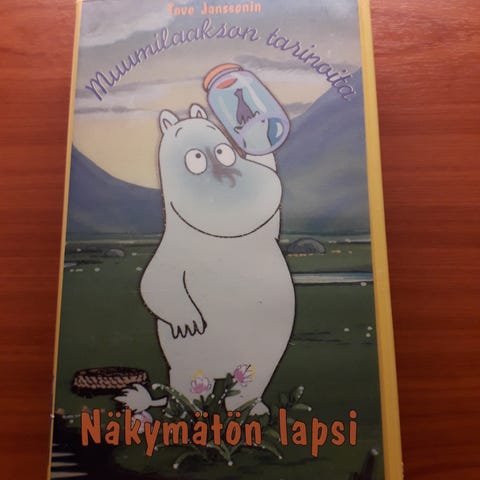 Tove Janssonin
Muumilaakson tarinoita
Näkymätön lapsi